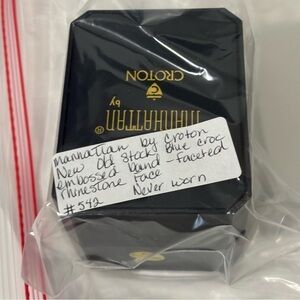 MANHATTAN®
by
CROTON
manhattan by Croton
New Old Stock! Blue croc
embossed band - faceted
rhinestone face
#542 Never worn